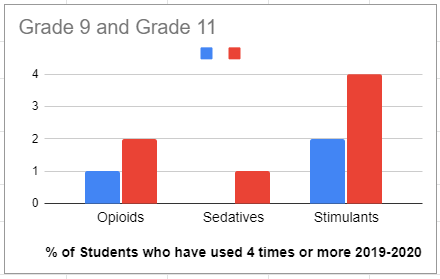 Grade 9 and Grade 11
4
3
2
1
0
Opioids Sedatives Stimulants
% of Students who have used 4 times or more 2019-2020